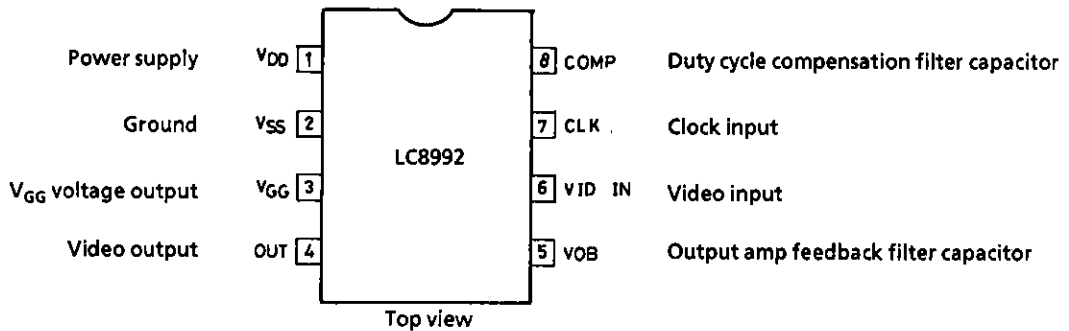 Power supply VDD 1 8 COMP Duty cycle compensation filter capacitor
Ground VSS 2 7 CLK Clock input
LC8992
VGG voltage output VGG 3 6 VID IN Video input
Video output OUT 4 5 VOB Output amp feedback filter capacitor
Top view